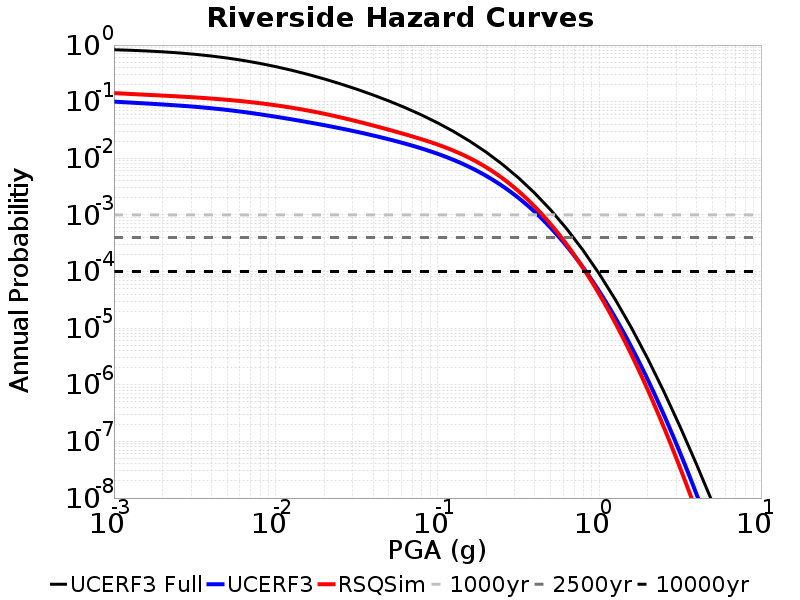 Riverside Hazard Curves
Annual Probabilitiy
10^0
10^-1
10^-2
10^-3
10^-4
10^-5
10^-6
10^-7
10^-8
10^-3 10^-2 10^-1 10^0 10^1
PGA (g)
UCERF3 Full UCERF3 RSQSim 1000yr 2500yr 10000yr